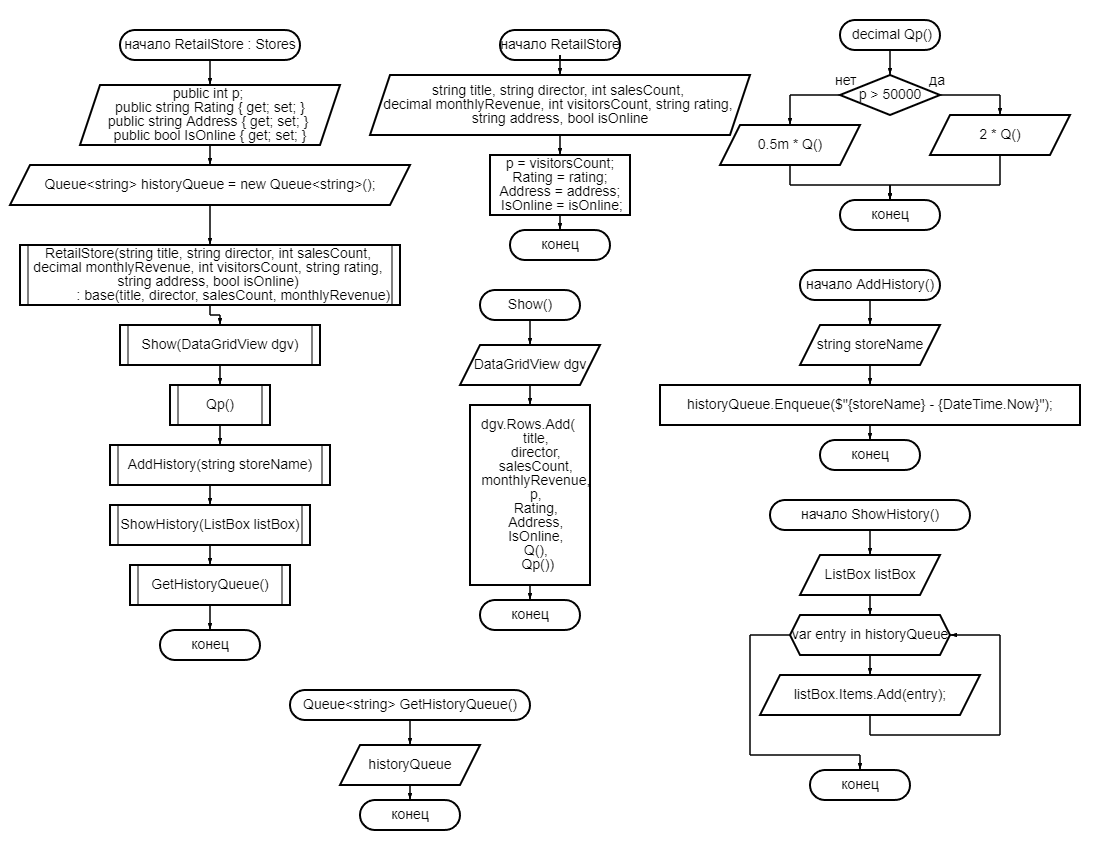 начало RetailStore : Stores
public int p;
public string Rating { get; set; }
public string Address { get; set; }
public bool IsOnline { get; set; }
Queue<string> historyQueue = new Queue<string>();
RetailStore(string title, string director, int salesCount,
decimal monthlyRevenue, int visitorsCount, string rating,
string address, bool isOnline)
: base(title, director, salesCount, monthlyRevenue)
Show(DataGridView dgv)
Qp()
AddHistory(string storeName)
ShowHistory(ListBox listBox)
GetHistoryQueue()
конец
начало RetailStore
string title, string director, int salesCount,
decimal monthlyRevenue, int visitorsCount, string rating,
string address, bool isOnline
p = visitorsCount;
Rating = rating;
Address = address;
IsOnline = isOnline;
конец
Show()
DataGridView dgv
dgv.Rows.Add(
title,
director,
salesCount,
monthlyRevenue,
p,
Rating,
Address,
IsOnline,
Q(),
Qp())
конец
Queue<string> GetHistoryQueue()
historyQueue
конец
decimal Qp()
нет
да
p > 50000
0.5m * Q()
2 * Q()
конец
начало AddHistory()
string storeName
historyQueue.Enqueue($"{storeName} - {DateTime.Now}");
конец
начало ShowHistory()
ListBox listBox
var entry in historyQueue
listBox.Items.Add(entry);
конец